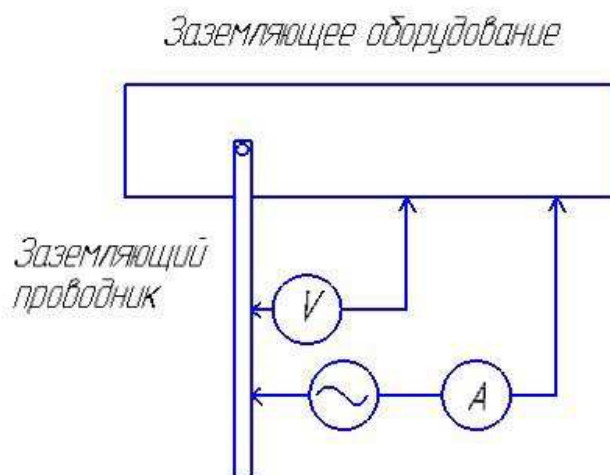 Заземляющее оборудование
Заземляющий
проводник
V
A